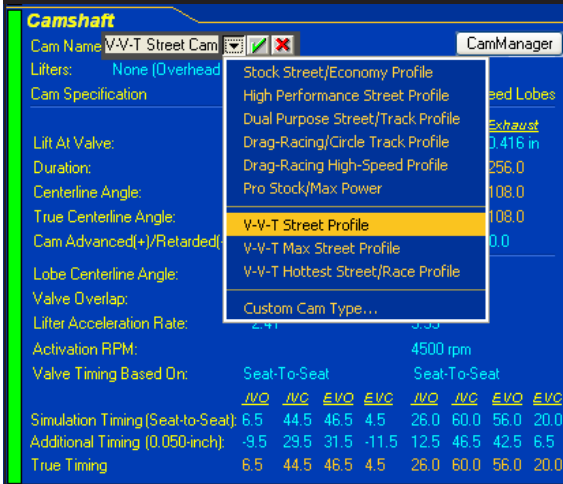 Camshaft
Cam Name V-V-T Street Cam CamManager
Lifters: None (Overhead
Stock Street/Economy Profile
Cam Specification High Performance Street Profile eed Lobes
Dual Purpose Street/Track Profile Exhaust
Lift At Valve: Drag-Racing/Circle Track Profile 0.416 in
Duration: Drag-Racing High-Speed Profile 256.0
Centerline Angle: Pro Stock/Max Power 108.0
True Centerline Angle: V-V-T Street Profile 108.0
Cam Advanced(+)/Retarded(- V-V-T Max Street Profile 0.0
Lobe Centerline Angle: V-V-T Hottest Street/Race Profile
Valve Overlap: Custom Cam Type...
Lifter Acceleration Rate:
Activation RPM: 4500 rpm
Valve Timing Based On: Seat-To-Seat Seat-To-Seat
IVO IVC EVO EVC IVO IVC EVO EVC
Simulation Timing (Seat-to-Seat): 6.5 44.5 46.5 4.5 26.0 60.0 56.0 20.0
Additional Timing (0.050-inch): -9.5 29.5 31.5 -11.5 12.5 46.5 42.5 6.5
True Timing 6.5 44.5 46.5 4.5 26.0 60.0 56.0 20.0